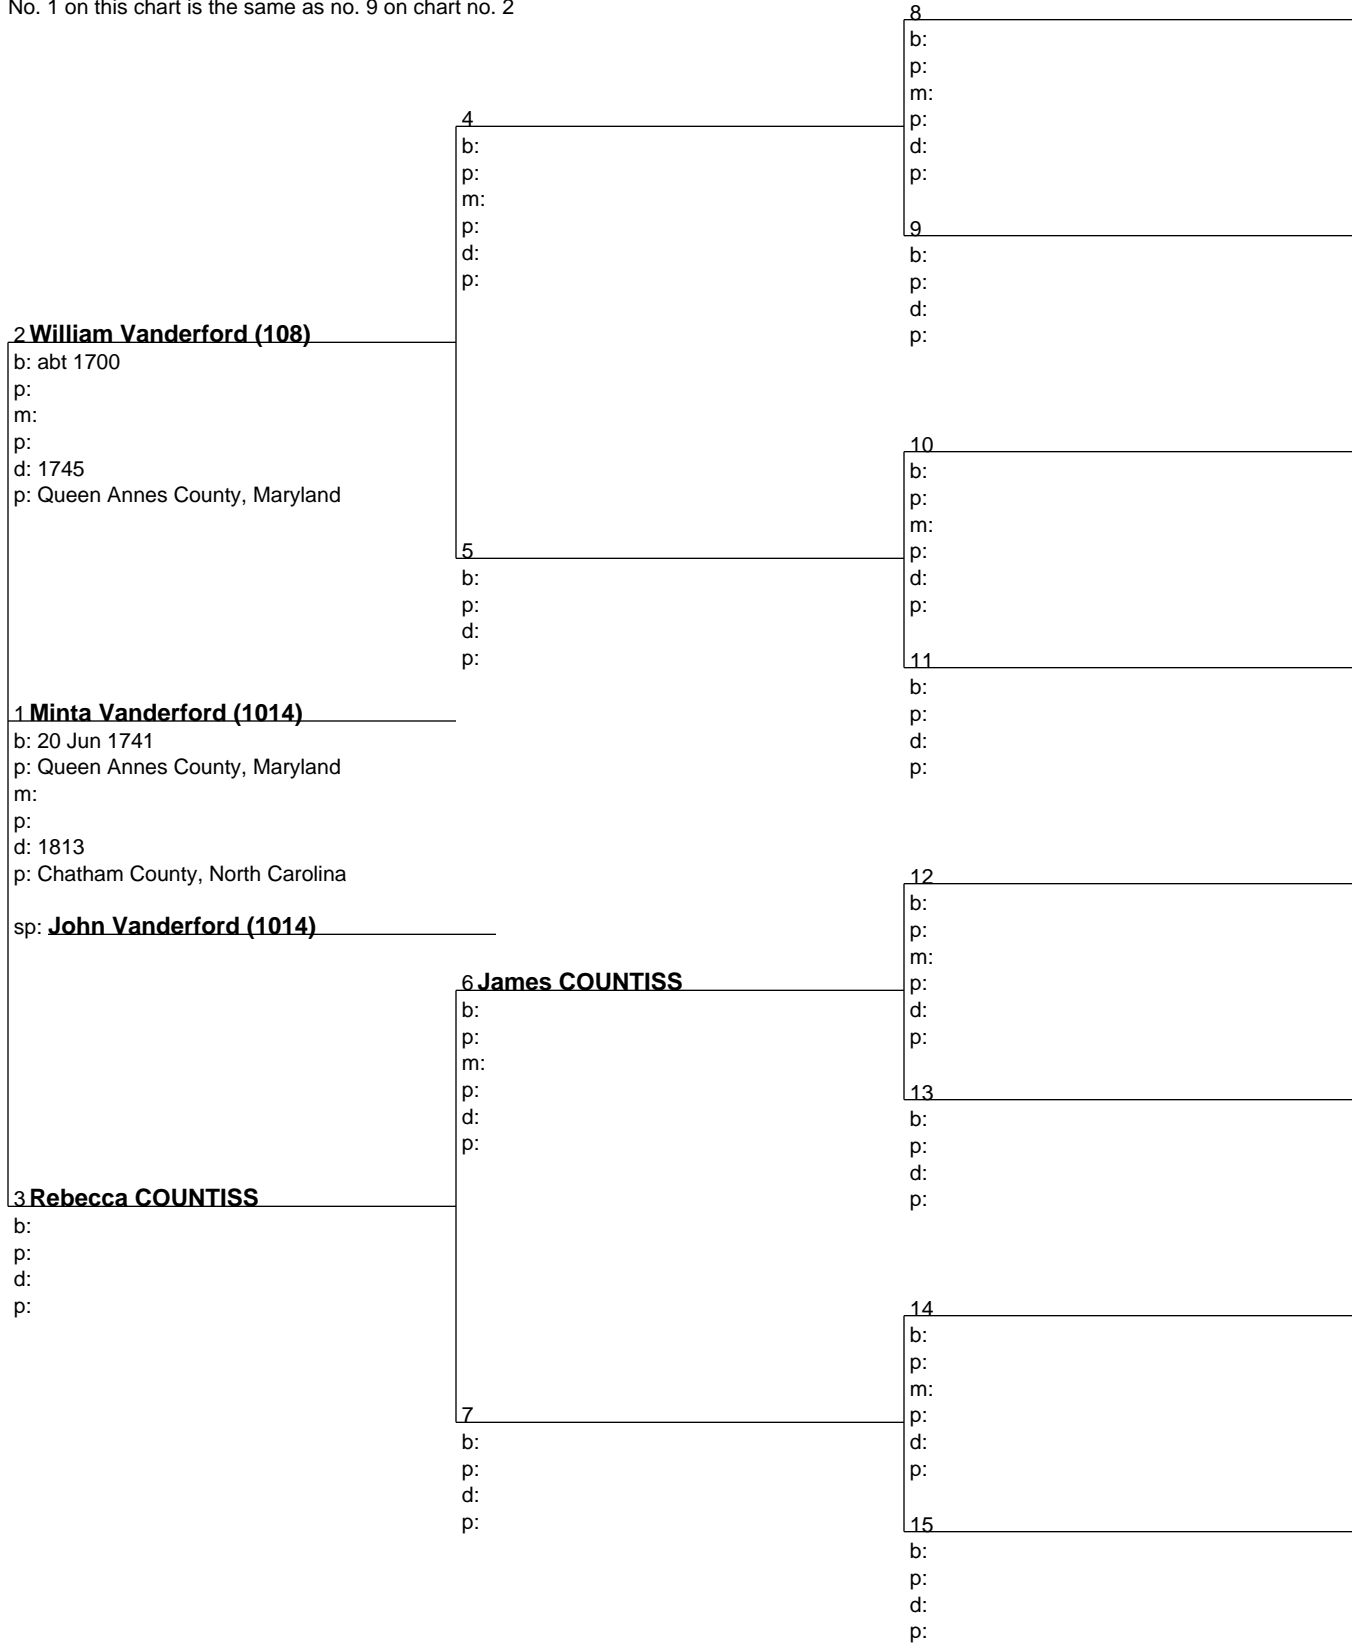 No. 1 on this chart is the same as no. 9 on chart no. 2
8
b:
p:
m:
p:
d:
p:
4
b:
p:
m:
p:
d:
p:
9
b:
p:
d:
p:
2 William Vanderford (108)
b: abt 1700
p:
m:
p:
d: 1745
p: Queen Annes County, Maryland
10
b:
p:
m:
p:
d:
p:
5
b:
p:
d:
p:
11
b:
p:
d:
p:
1 Minta Vanderford (1014)
b: 20 Jun 1741
p: Queen Annes County, Maryland
m:
p:
d: 1813
p: Chatham County, North Carolina
sp: John Vanderford (1014)
12
b:
p:
m:
p:
d:
p:
6 James COUNTISS
b:
p:
m:
p:
d:
p:
13
b:
p:
d:
p:
3 Rebecca COUNTISS
b:
p:
d:
p:
14
b:
p:
m:
p:
d:
p:
7
b:
p:
d:
p:
15
b:
p:
d:
p: